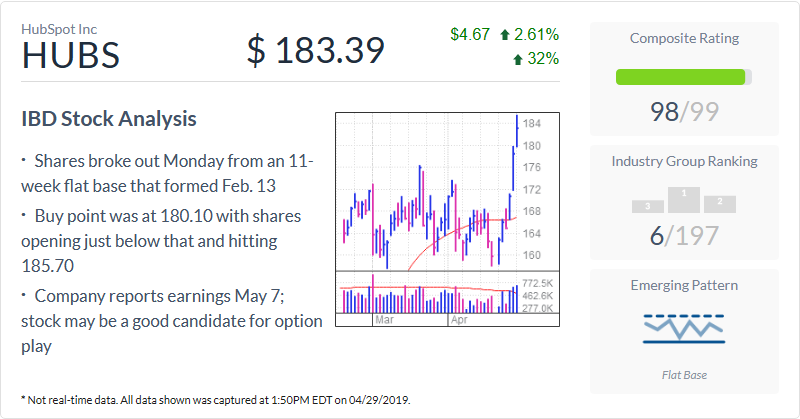 HubSpot Inc
HUBS
$ 183.39
$4.67 2.61%
32%
IBD Stock Analysis
· Shares broke out Monday from an 11-
week flat base that formed Feb. 13
· Buy point was at 180.10 with shares
opening just below that and hitting
185.70
· Company reports earnings May 7;
stock may be a good candidate for option
play
184
180
176
172
168
164
160
772.5K
462.6K
277.0K
Mar
Apr
* Not real-time data. All data shown was captured at 1:50PM EDT on 04/29/2019.
Composite Rating
98/99
Industry Group Ranking
3
1
2
6/197
Emerging Pattern
Flat Base